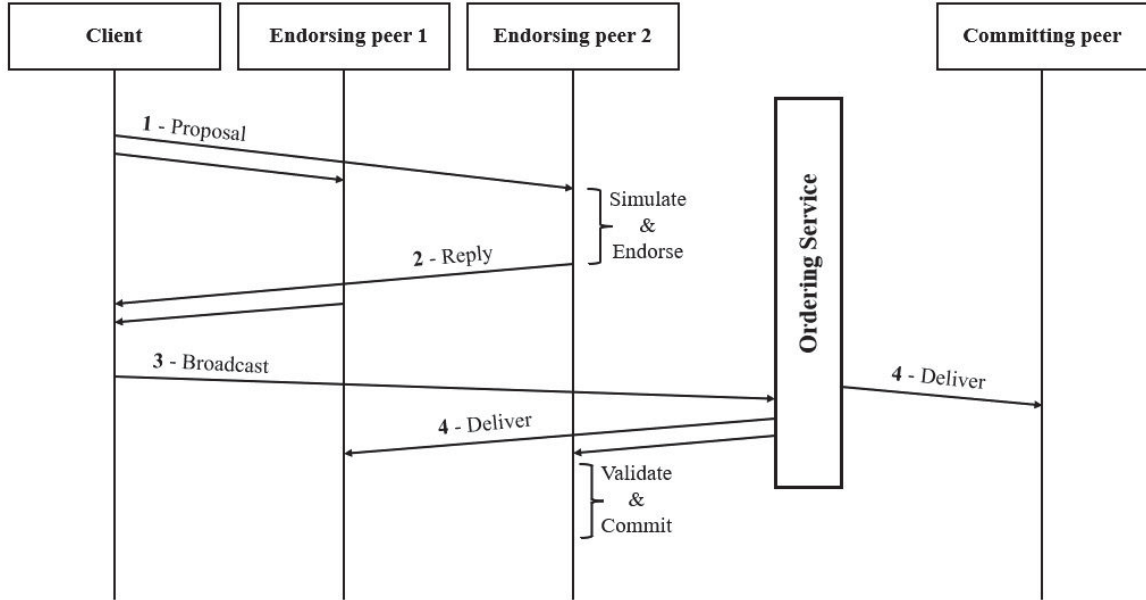 Client
Endorsing peer 1
Endorsing peer 2
Committing peer
1 - Proposal
Simulate
&
Endorse
2 - Reply
Ordering Service
3 - Broadcast
4 - Deliver
4 - Deliver
Validate
&
Commit